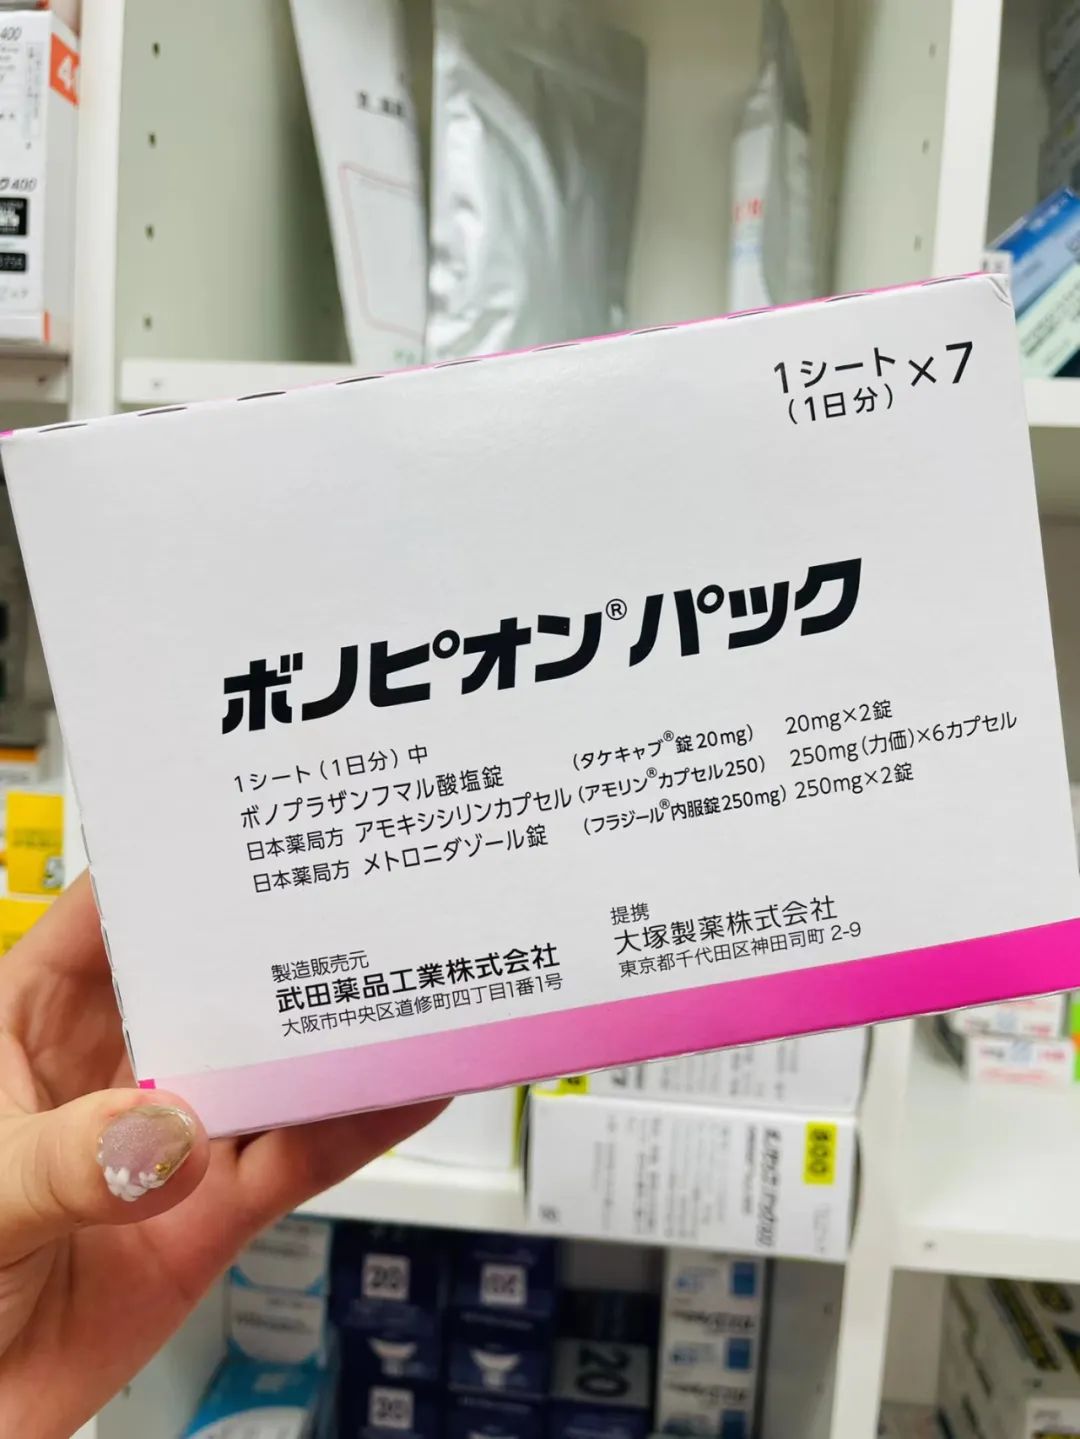 1シート
(1日分)
×7
ボノピオン®パック
1シート(1日分)中
ボノプラザンフマル酸塩錠 (タケキャブ®錠20mg) 20mg×2錠
日本薬局方 アモキシシリンカプセル (アモリン®カプセル250) 250mg(力価)×6カプセル
日本薬局方 メトロニダゾール錠 (フラジール®内服錠250mg) 250mg×2錠
製造販売元
武田薬品工業株式会社
大阪市中央区道修町四丁目1番1号
提携
大塚製薬株式会社
東京都千代田区神田司町 2-9
400
400
800
20
20
20
20